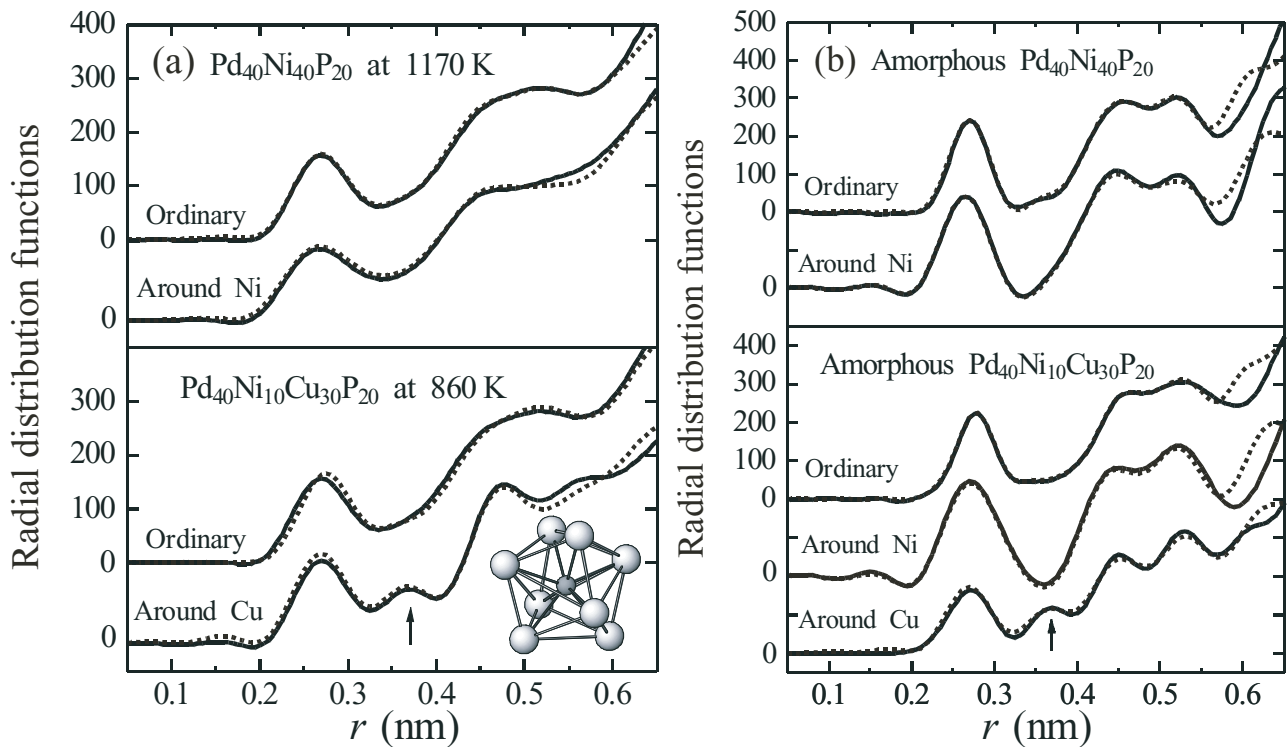 Radial distribution functions
400
300
200
100
0
0
(a) Pd₄₀Ni₄₀P₂₀ at 1170 K
Ordinary
Around Ni
300
200
100
0
0
Pd₄₀Ni₁₀Cu₃₀P₂₀ at 860 K
Ordinary
Around Cu
0.1 0.2 0.3 0.4 0.5 0.6
r (nm)
Radial distribution functions
500
400
300
200
100
0
100
0
(b) Amorphous Pd₄₀Ni₄₀P₂₀
Ordinary
Around Ni
400
300
200
100
0
200
100
0
100
0
Amorphous Pd₄₀Ni₁₀Cu₃₀P₂₀
Ordinary
Around Ni
Around Cu
0.1 0.2 0.3 0.4 0.5 0.6
r (nm)